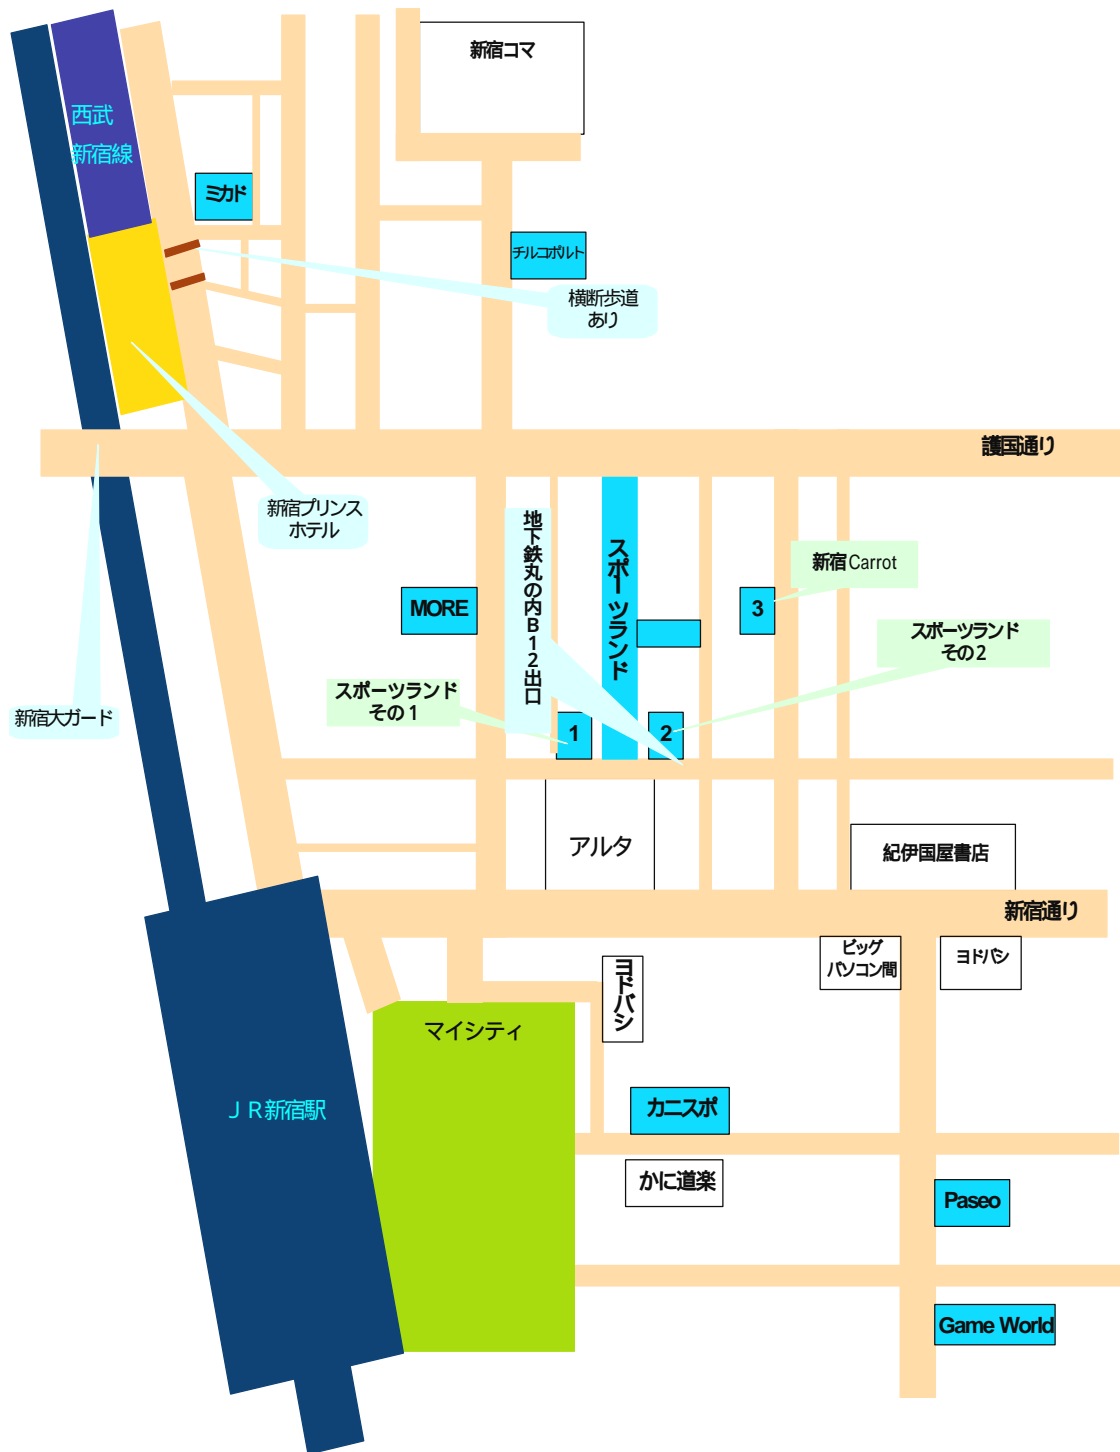 新宿コマ
西武
新宿線
ミカド
チルコポルト
横断歩道
あり
護国通り
新宿プリンス
ホテル
地下鉄丸の内B12出口
スポーツランド
新宿Carrot
MORE
3
スポーツランド
その2
スポーツランド
その1
新宿大ガード
1
2
アルタ
紀伊国屋書店
新宿通り
ビッグ
パソコン間
ヨドバシ
ヨドバシ
マイシティ
JR新宿駅
カニスポ
かに道楽
Paseo
Game World